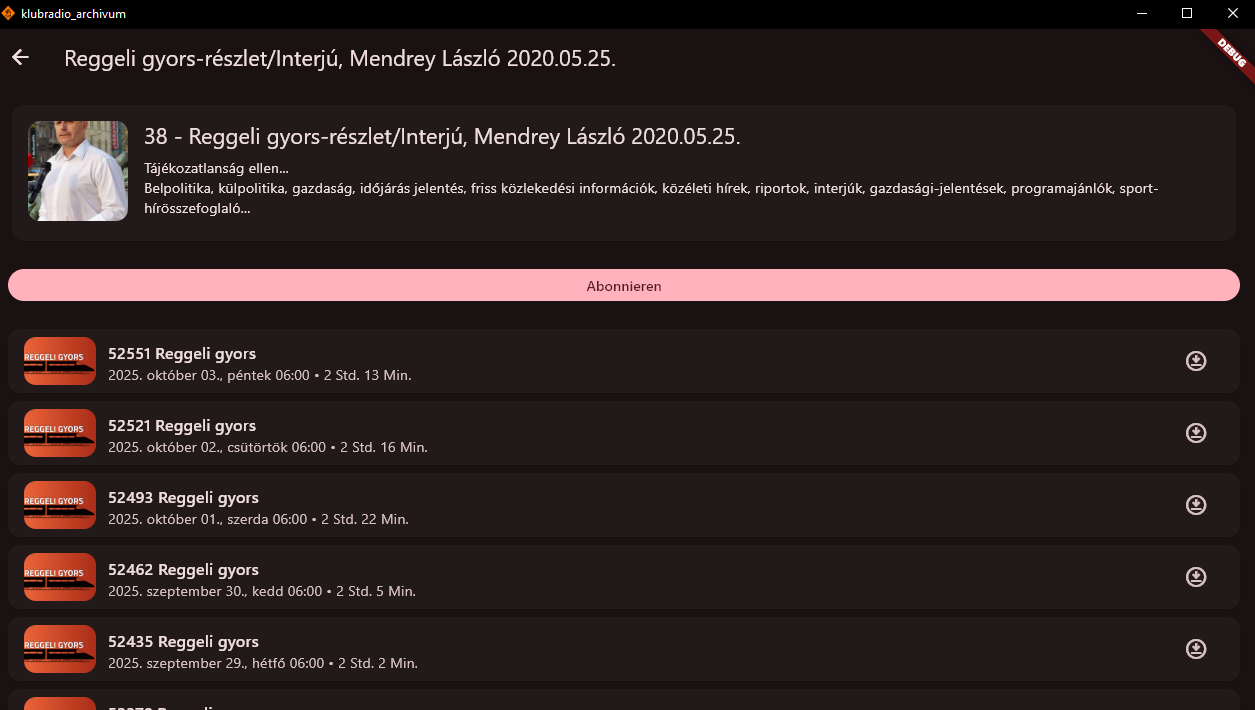 klubradio_archivum
DEBUG
Reggeli gyors-részlet/Interjú, Mendrey László 2020.05.25.
38 - Reggeli gyors-részlet/Interjú, Mendrey László 2020.05.25.
Tájékozatlanság ellen...
Belpolitika, külpolitika, gazdaság, időjárás jelentés, friss közlekedési információk, közéleti hírek, riportok, interjúk, gazdasági-jelentések, programajánlók, sport-
hírösszefoglaló...
Abonnieren
REGGELI GYORS
52551 Reggeli gyors
2025. október 03., péntek 06:00 • 2 Std. 13 Min.
REGGELI GYORS
52521 Reggeli gyors
2025. október 02., csütörtök 06:00 • 2 Std. 16 Min.
REGGELI GYORS
52493 Reggeli gyors
2025. október 01., szerda 06:00 • 2 Std. 22 Min.
REGGELI GYORS
52462 Reggeli gyors
2025. szeptember 30., kedd 06:00 • 2 Std. 5 Min.
REGGELI GYORS
52435 Reggeli gyors
2025. szeptember 29., hétfő 06:00 • 2 Std. 2 Min.